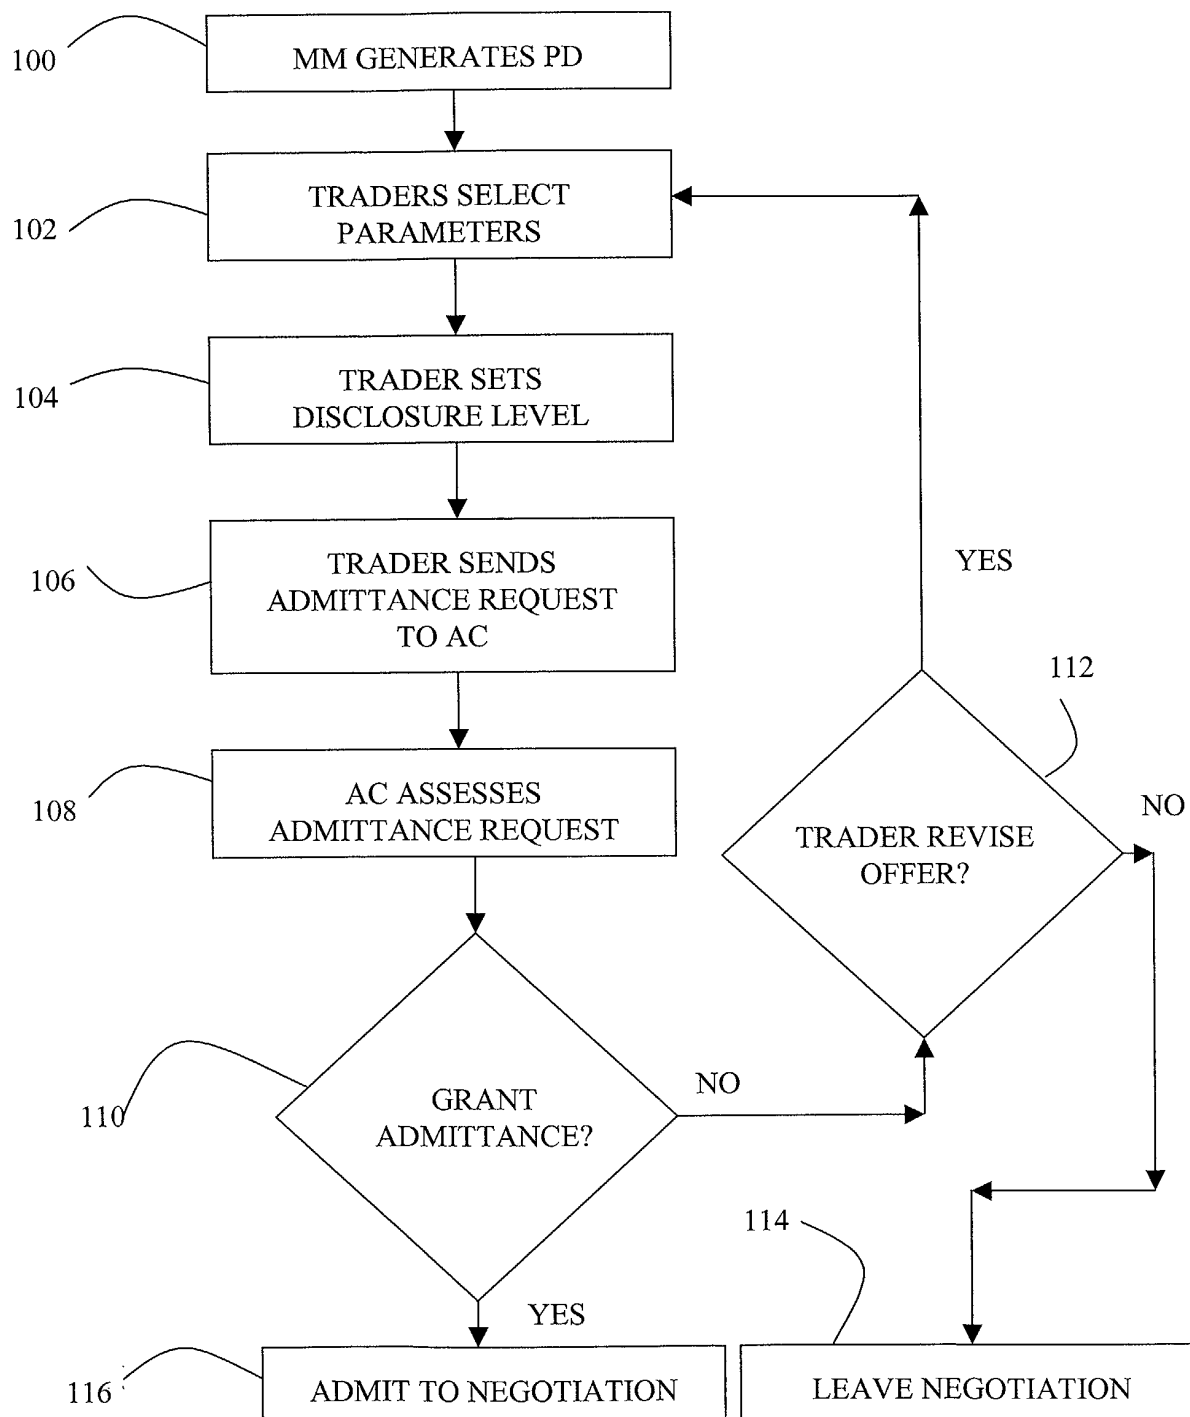 100
MM GENERATES PD
102
TRADERS SELECT
PARAMETERS
104
TRADER SETS
DISCLOSURE LEVEL
106
TRADER SENDS
ADMITTANCE REQUEST
TO AC
YES
112
108
AC ASSESSES
ADMITTANCE REQUEST
NO
TRADER REVISE
OFFER?
110
GRANT
ADMITTANCE?
NO
114
YES
116
ADMIT TO NEGOTIATION
LEAVE NEGOTIATION